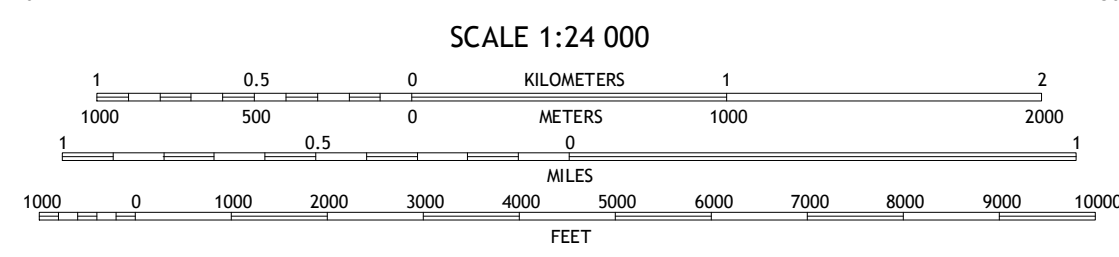 SCALE 1:24 000
1 0.5 0 KILOMETERS 1 2
1000 500 0 METERS 1000 2000
1 0.5 0 1
MILES
1000 0 1000 2000 3000 4000 5000 6000 7000 8000 9000 10000
FEET